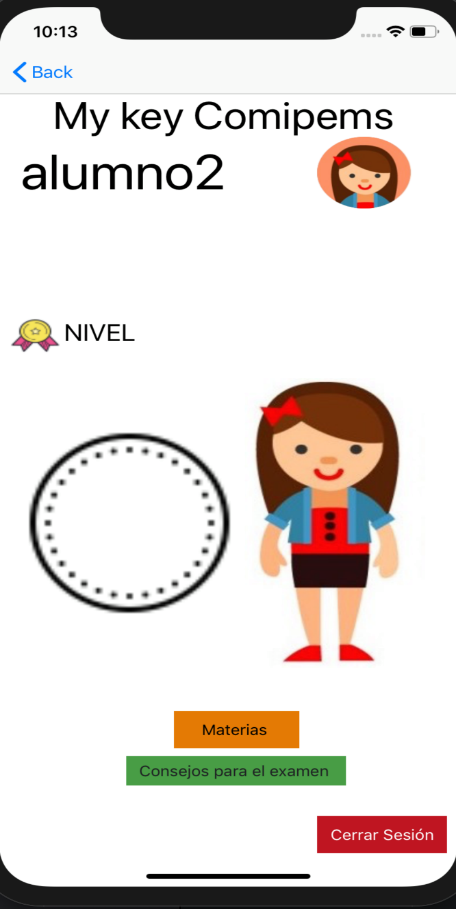 10:13
Back
My key Comipems
alumno2
NIVEL
Materias
Consejos para el examen
Cerrar Sesión